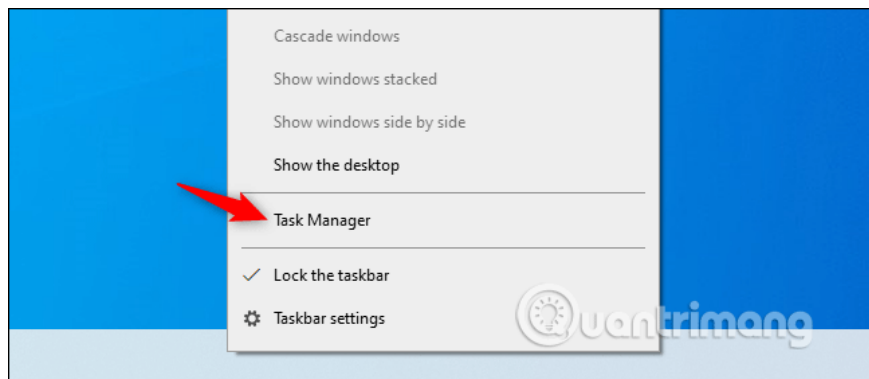 Cascade windows
Show windows stacked
Show windows side by side
Show the desktop
Task Manager
Lock the taskbar
Taskbar settings
Quantrimang